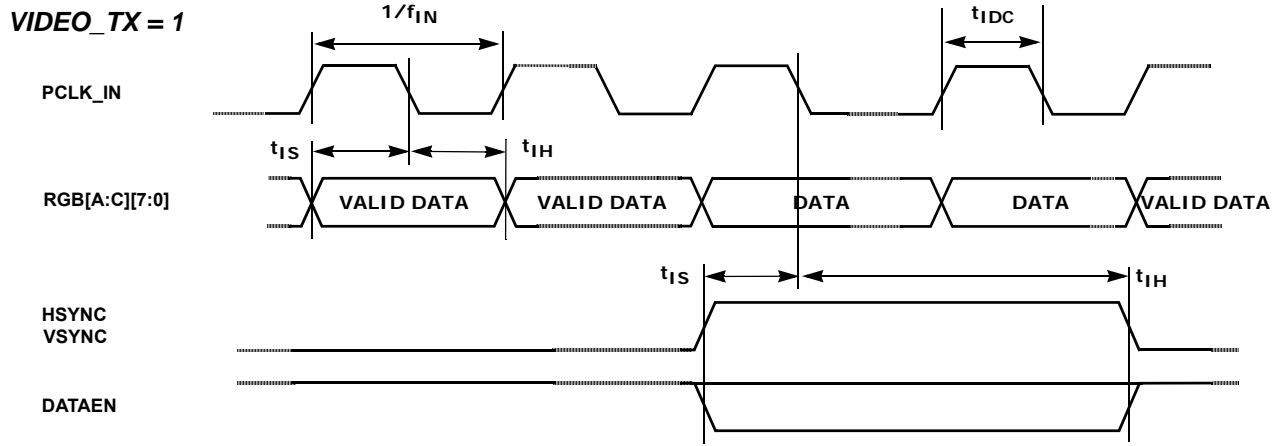 VIDEO_TX = 1
1/fIN
tIDC
PCLK_IN
tIS
tIH
RGB[A:C][7:0]
VALID DATA
VALID DATA
DATA
DATA
VALID DATA
tIS
tIH
HSYNC
VSYNC
DATAEN